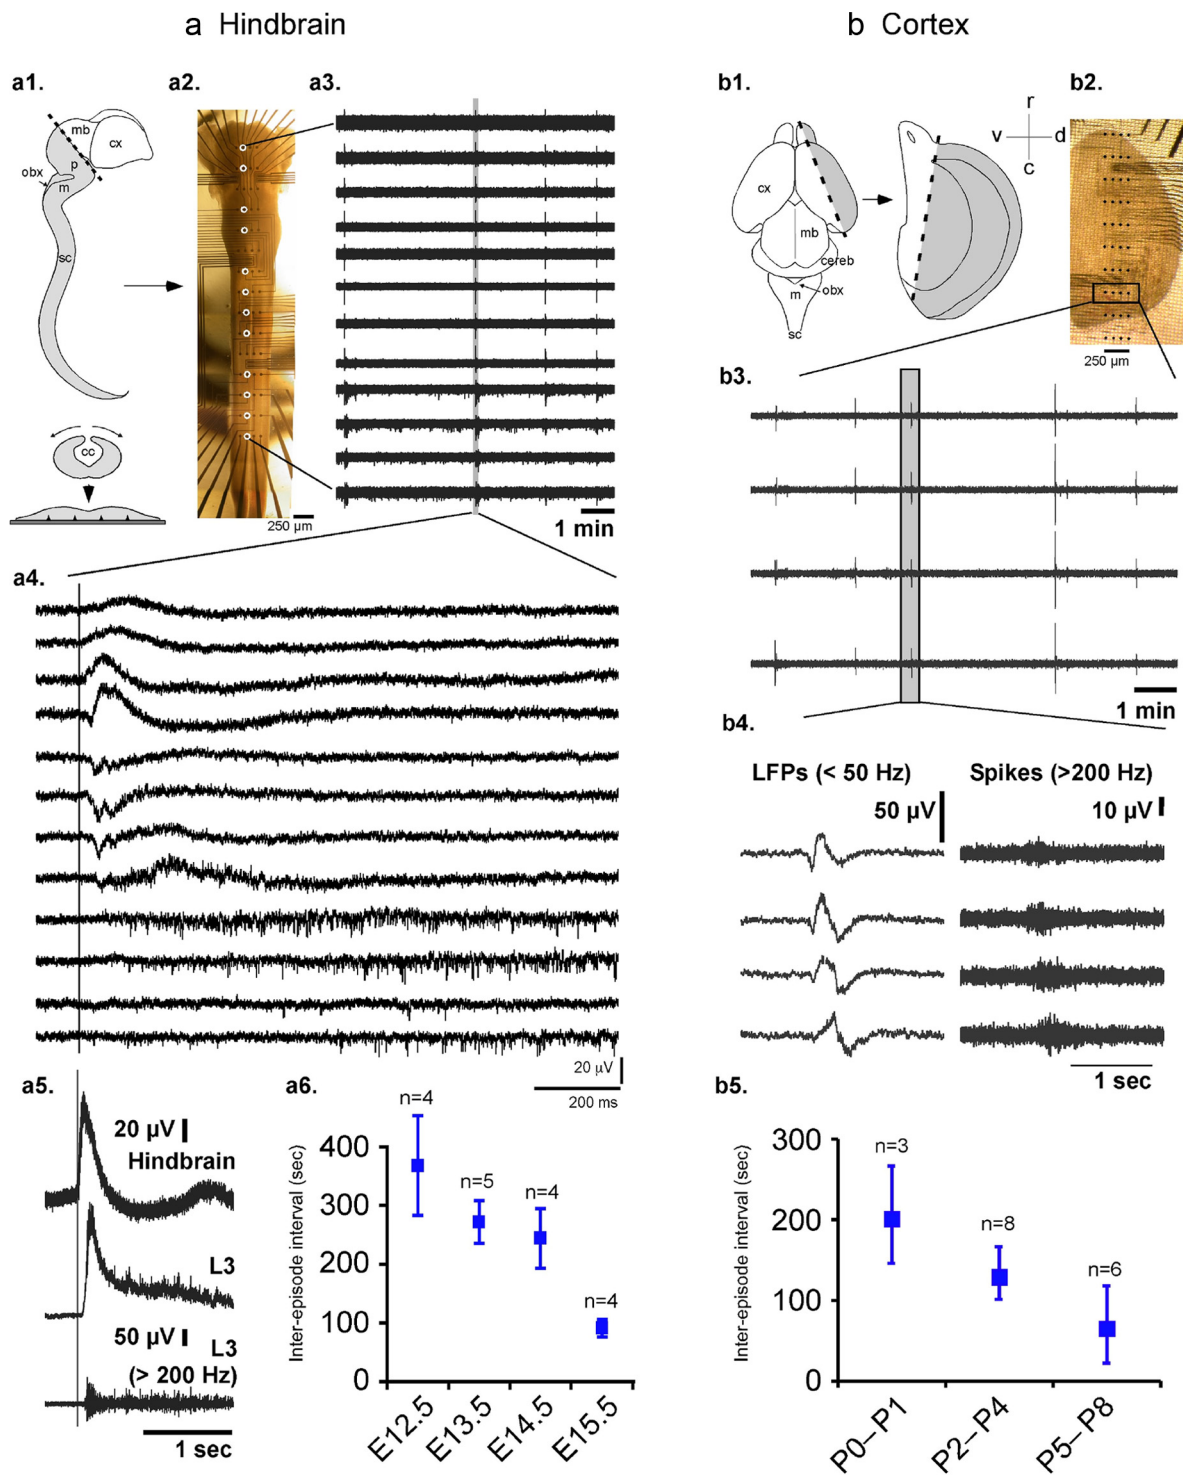 a Hindbrain
b Cortex
a1.
a2.
a3.
mb
cx
p
obx
m
sc
cc
250 µm
1 min
b1.
b2.
r
v
d
c
cx
mb
cereb
m
obx
sc
250 µm
b3.
1 min
a4.
20 µV
200 ms
b4.
LFPs (< 50 Hz)
Spikes (>200 Hz)
50 µV
10 µV
1 sec
a5.
20 µV
Hindbrain
L3
50 µV
L3
(> 200 Hz)
1 sec
a6.
Inter-episode interval (sec)
400
300
200
100
0
n=4
n=5
n=4
n=4
E12.5
E13.5
E14.5
E15.5
b5.
Inter-episode interval (sec)
300
200
100
0
n=3
n=8
n=6
P0–P1
P2–P4
P5–P8